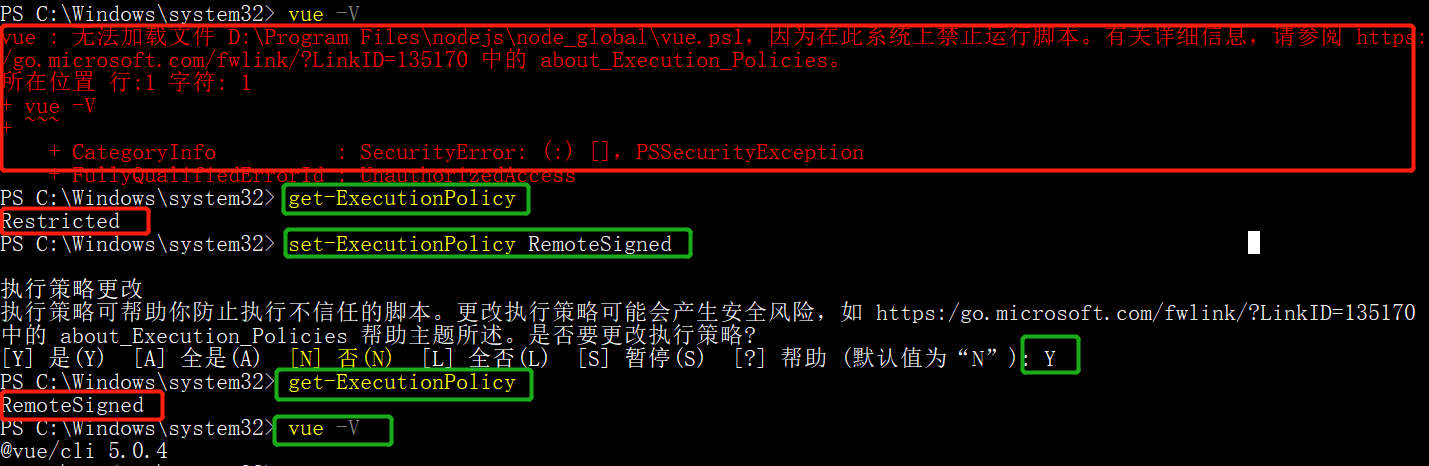 PS C:\Windows\system32> vue -V
vue : 无法加载文件 D:\Program Files\nodejs\node_global\vue.ps1，因为在此系统上禁止运行脚本。有关详细信息，请参阅 https:
/go.microsoft.com/fwlink/?LinkID=135170 中的 about_Execution_Policies。
所在位置 行:1 字符: 1
+ vue -V
+ ~~~
+ CategoryInfo          : SecurityError: (:) []，PSSecurityException
+ FullyQualifiedErrorId : UnauthorizedAccess
PS C:\Windows\system32> get-ExecutionPolicy
Restricted
PS C:\Windows\system32> set-ExecutionPolicy RemoteSigned
执行策略更改
执行策略可帮助你防止执行不信任的脚本。更改执行策略可能会产生安全风险，如 https:/go.microsoft.com/fwlink/?LinkID=135170
中的 about_Execution_Policies 帮助主题所述。是否要更改执行策略?
[Y] 是(Y)  [A] 全是(A)  [N] 否(N)  [L] 全否(L)  [S] 暂停(S)  [?] 帮助 (默认值为“N”): Y
PS C:\Windows\system32> get-ExecutionPolicy
RemoteSigned
PS C:\Windows\system32> vue -V
@vue/cli 5.0.4